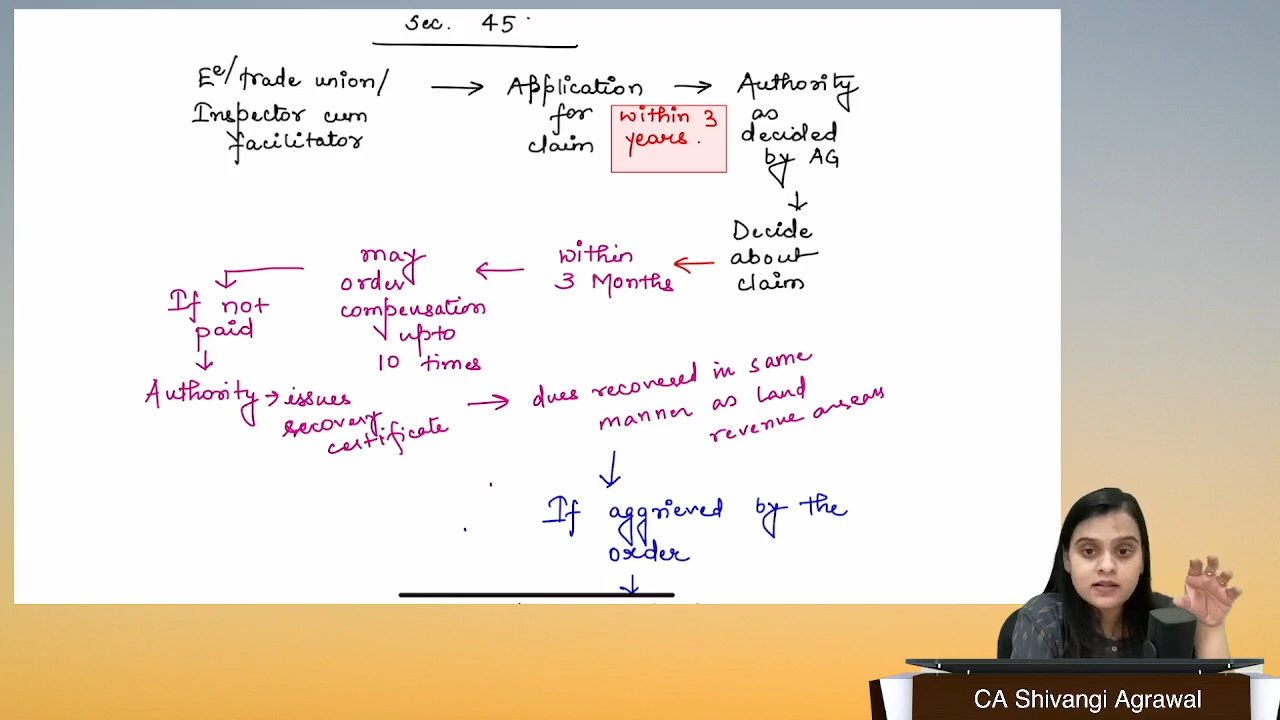 Sec. 45
Ee/trade union/
Inspector cum
facilitator
→ Application
for
claim
within 3
years.
→ Authority
as
decided
by AG
↓
Decide
about
claim
← within
3 Months
← may
order
compensation
upto
10 times
If not
paid
↓
Authority → issues
recovery
certificate
→ dues recovered in same
manner as land
revenue arrears
↓
If aggrieved by the
order
↓
CA Shivangi Agrawal